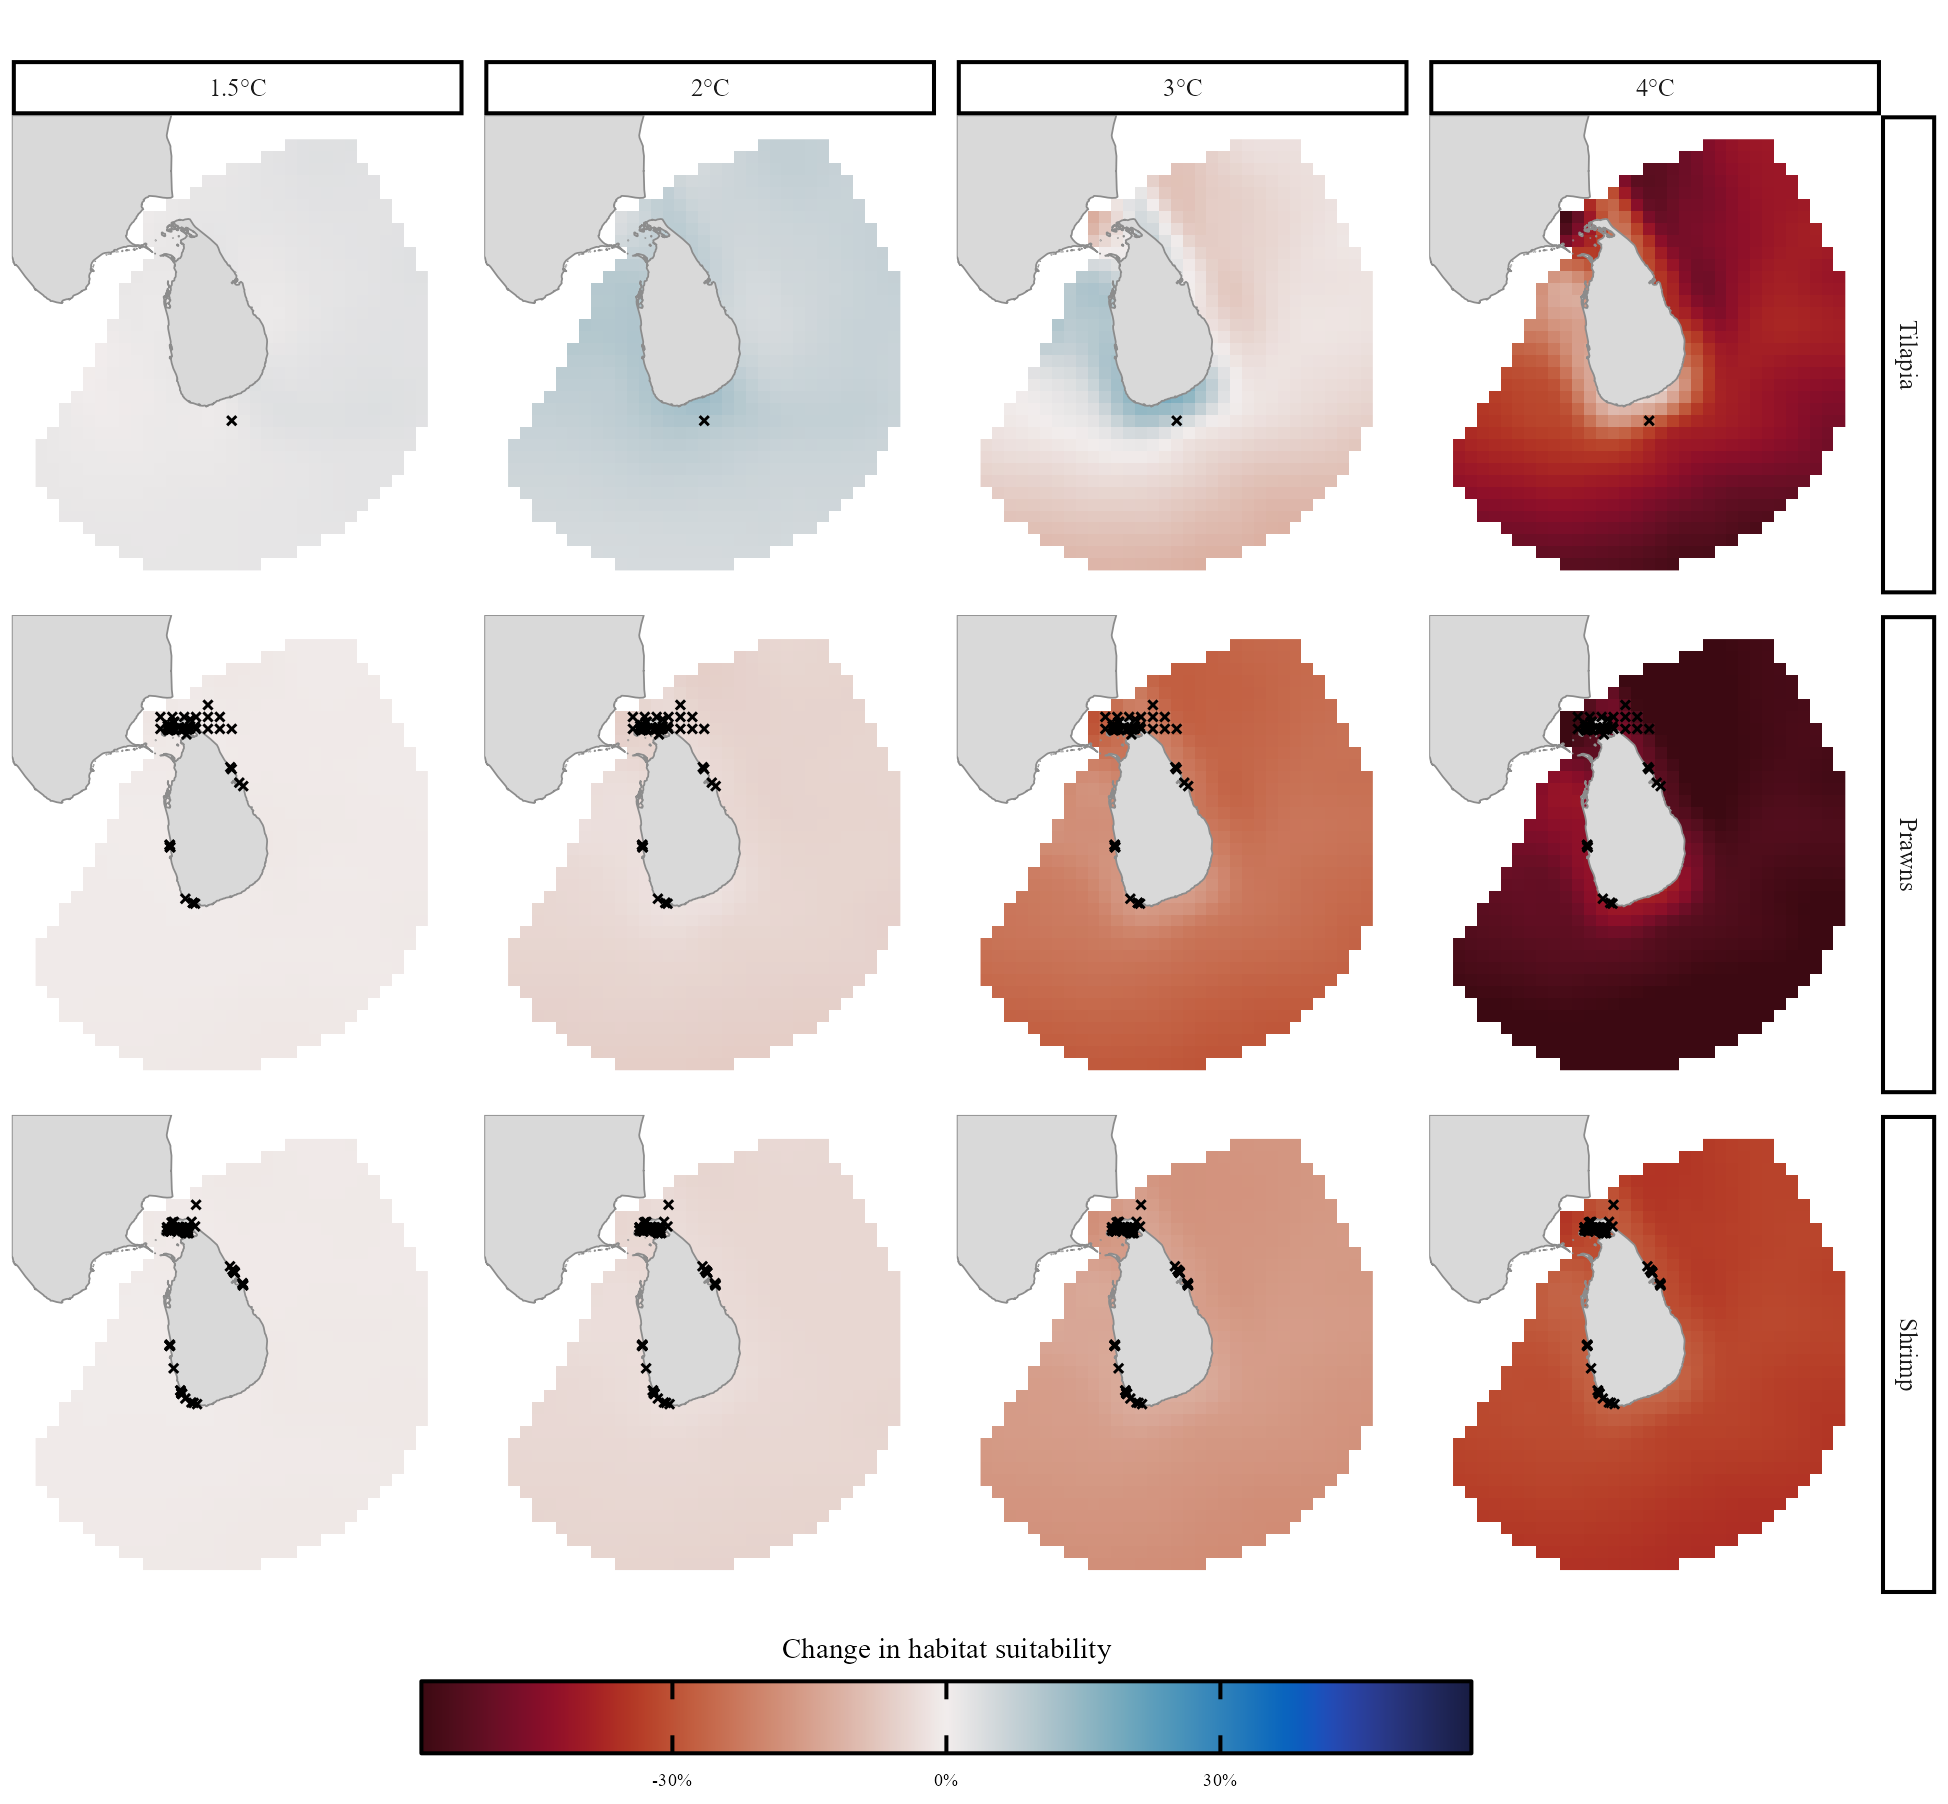 1.5°C
2°C
3°C
4°C
Tilapia
Prawns
Shrimp
Change in habitat suitability
-30%
0%
30%